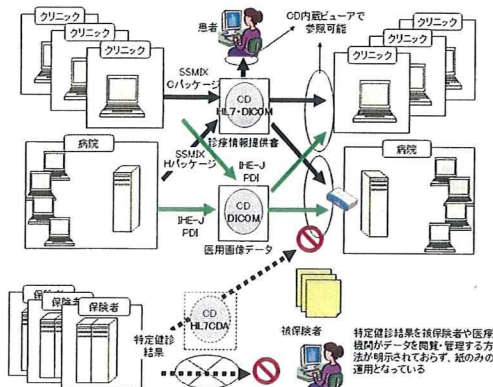 クリニック
クリニック
クリニック
患者
CD内蔵ビューアで
参照可能
クリニック
クリニック
クリニック
SSMIX
Cパッケージ
CD
HL7・DICOM
診療情報提供書
病院
SSMIX
Hパッケージ
IHE-J
PDI
病院
IHE-J
PDI
CD
DICOM
医用画像データ
保険者
保険者
保険者
CD
HL7CDA
特定健診
結果
被保険者
特定健診結果を被保険者や医療
機関がデータを閲覧・管理する方
法が明示されておらず、紙のみの
運用となっている